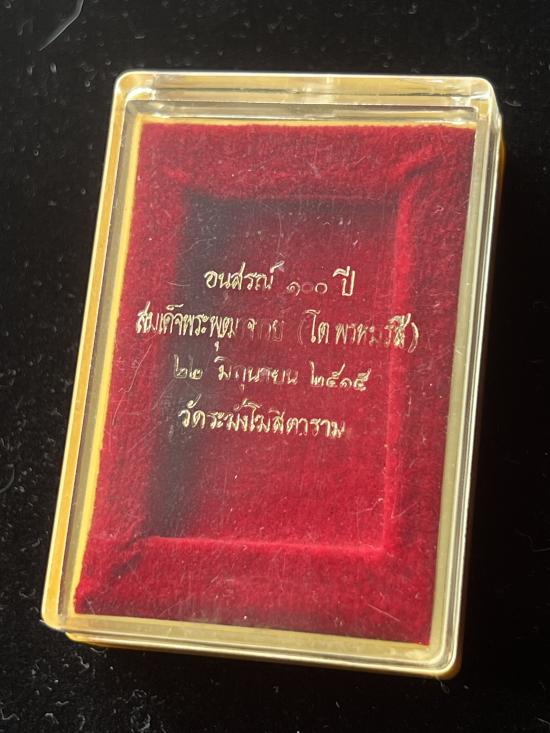 อนุสรณ์ ๑๐๐ ปี
สมเด็จพระพุฒาจารย์ (โต พรหมรังสี)
๒๒ มิถุนายน ๒๕๑๕
วัดระฆังโฆสิตาราม